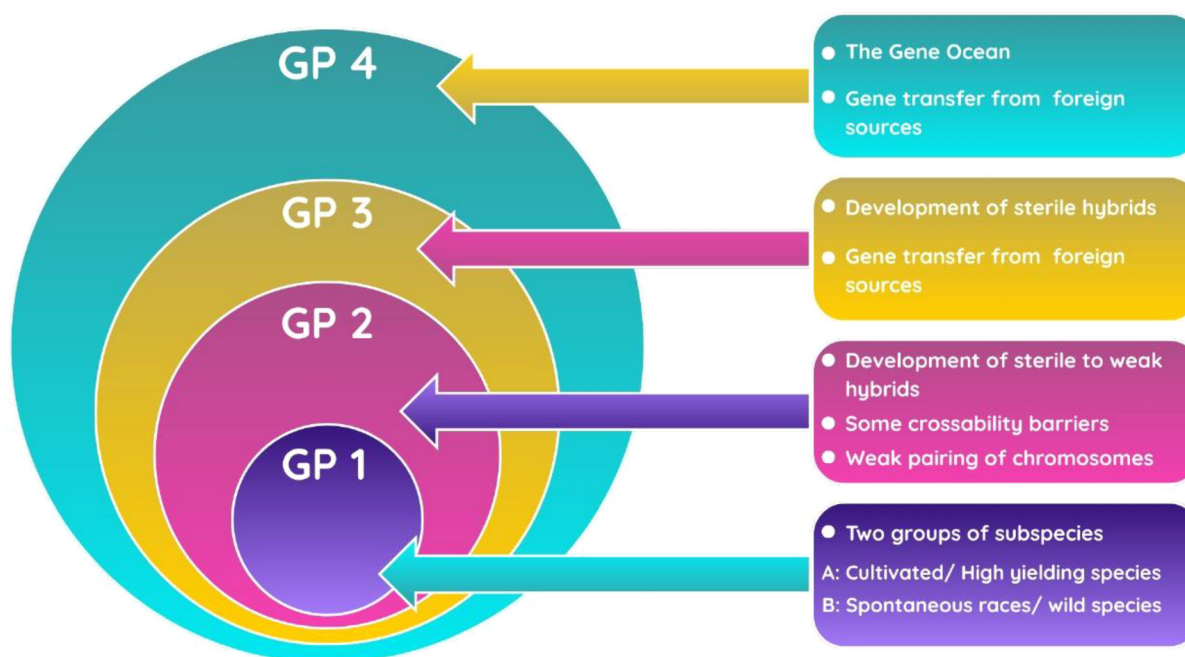 GP 4
GP 3
GP 2
GP 1
The Gene Ocean
Gene transfer from foreign
sources
Development of sterile hybrids
Gene transfer from foreign
sources
Development of sterile to weak
hybrids
Some crossability barriers
Weak pairing of chromosomes
Two groups of subspecies
A: Cultivated/ High yielding species
B: Spontaneous races/ wild species